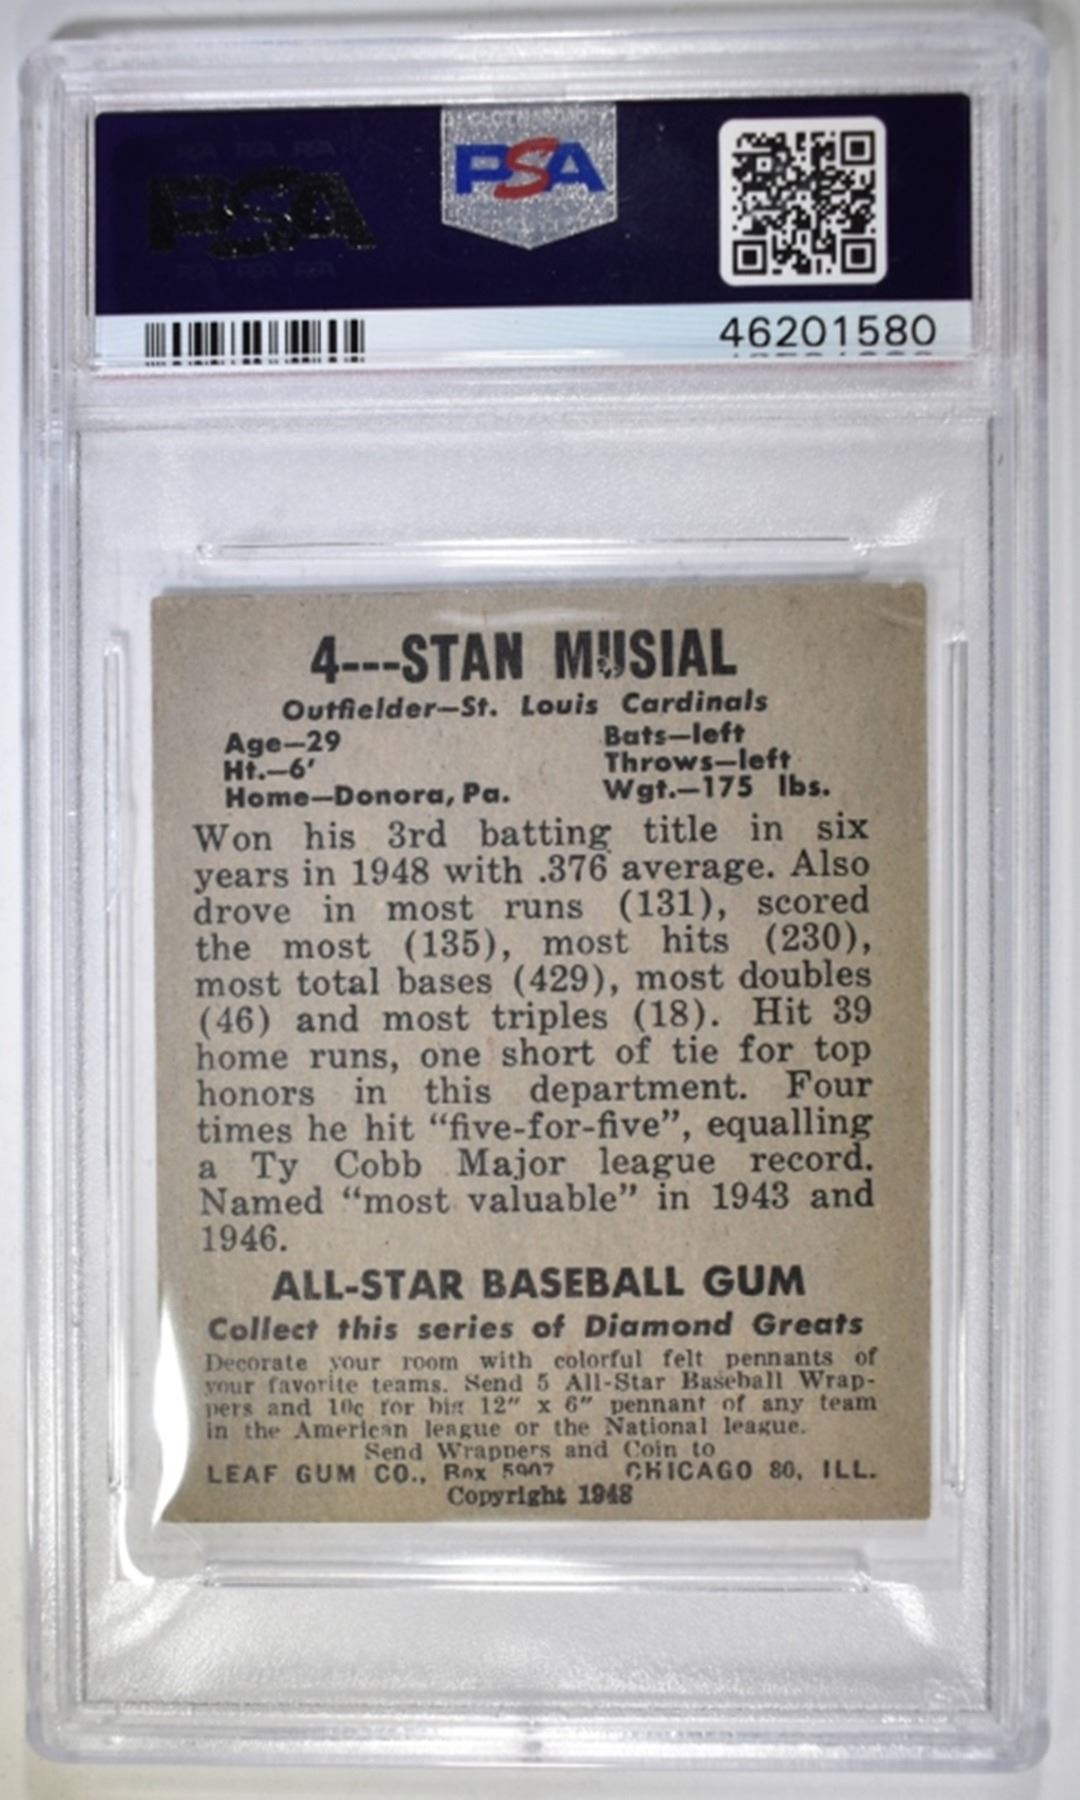 PSA
PSA
46201580
4---STAN MUSIAL
Outfielder—St. Louis Cardinals
Age—29 Bats—left
Ht.—6' Throws—left
Home—Donora, Pa. Wgt.—175 lbs.
Won his 3rd batting title in six
years in 1948 with .376 average. Also
drove in most runs (131), scored
the most (135), most hits (230),
most total bases (429), most doubles
(46) and most triples (18). Hit 39
home runs, one short of tie for top
honors in this department. Four
times he hit “five-for-five”, equalling
a Ty Cobb Major league record.
Named “most valuable” in 1943 and
1946.
ALL-STAR BASEBALL GUM
Collect this series of Diamond Greats
Decorate your room with colorful felt pennants of
your favorite teams. Send 5 All-Star Baseball Wrap-
pers and 10c for big 12” x 6” pennant of any team
in the American league or the National league.
Send Wrappers and Coin to
LEAF GUM CO., Box 5907 CHICAGO 80, ILL.
Copyright 1948